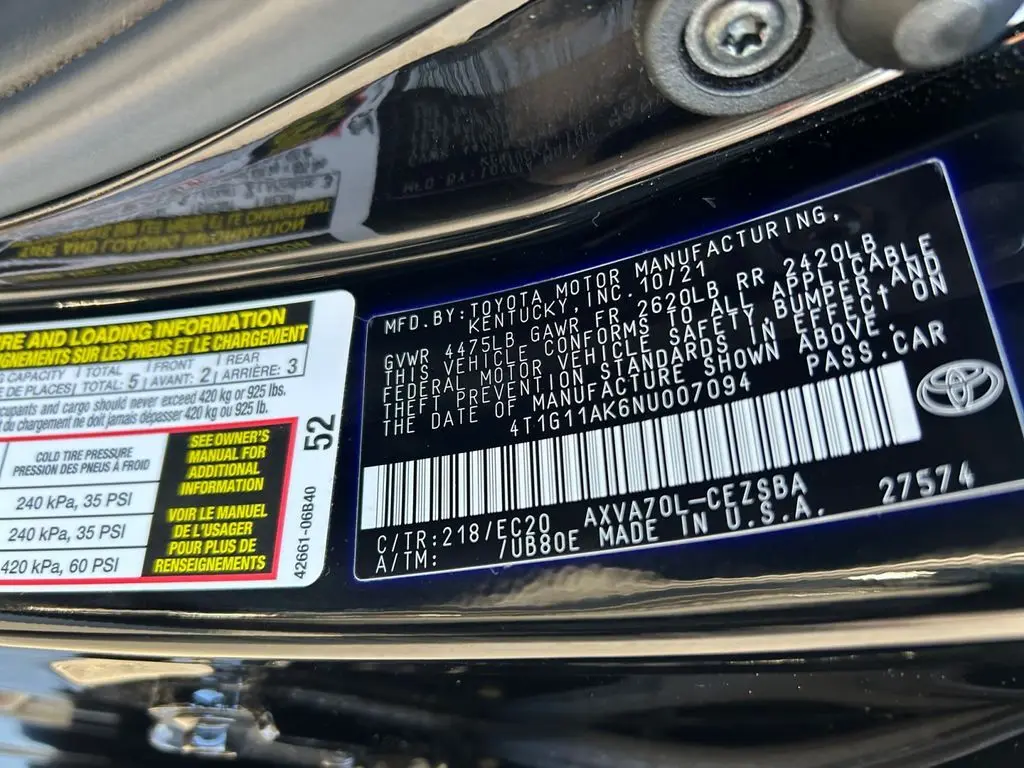 RE AND LOADING INFORMATION
GNEMENTS SUR LES PNEUS ET LE CHARGEMENT
G CAPACITY TOTAL FRONT REAR
DE PLACES TOTAL: 5 AVANT: 2 ARRIÈRE: 3
cupants and cargo should never exceed 420 kg or 925 lbs.
du chargement ne doit jamais dépasser 420 kg ou 925 lb.
COLD TIRE PRESSURE
PRESSION DES PNEUS À FROID
240 kPa, 35 PSI
240 kPa, 35 PSI
420 kPa, 60 PSI
SEE OWNER'S
MANUAL FOR
ADDITIONAL
INFORMATION
VOIR LE MANUEL
DE L'USAGER
POUR PLUS DE
RENSEIGNEMENTS
52
42661-06B40
MFD. BY: TOYOTA MOTOR MANUFACTURING,
KENTUCKY, INC. 10/21
GVWR 4475LB GAWR FR 2620LB RR 2420LB
THIS VEHICLE CONFORMS TO ALL APPLICABLE
FEDERAL MOTOR VEHICLE SAFETY, BUMPER, AND
THEFT PREVENTION STANDARDS IN EFFECT ON
THE DATE OF MANUFACTURE SHOWN ABOVE.
4T1G11AK6NU007094 PASS.CAR
C/TR: 218/EC20 AXVA70L-CEZSBA 27574
A/TM: 7UB80E MADE IN U.S.A.